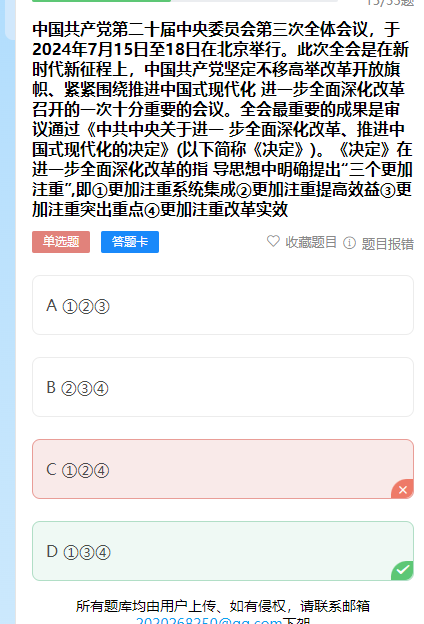 15/35题
中国共产党第二十届中央委员会第三次全体会议，于
2024年7月15日至18日在北京举行。此次全会是在新
时代新征程上，中国共产党坚定不移高举改革开放旗
帜、紧紧围绕推进中国式现代化 进一步全面深化改革
召开的一次十分重要的会议。全会最重要的成果是审
议通过《中共中央关于进一 步全面深化改革、推进中
国式现代化的决定》(以下简称《决定》)。《决定》在
进一步全面深化改革的指 导思想中明确提出“三个更加
注重”,即①更加注重系统集成②更加注重提高效益③更
加注重突出重点④更加注重改革实效
单选题 答题卡 收藏题目 题目报错
A ①②③
B ②③④
C ①②④
D ①③④
所有题库均由用户上传、如有侵权，请联系邮箱
2020268250@qq.com下架